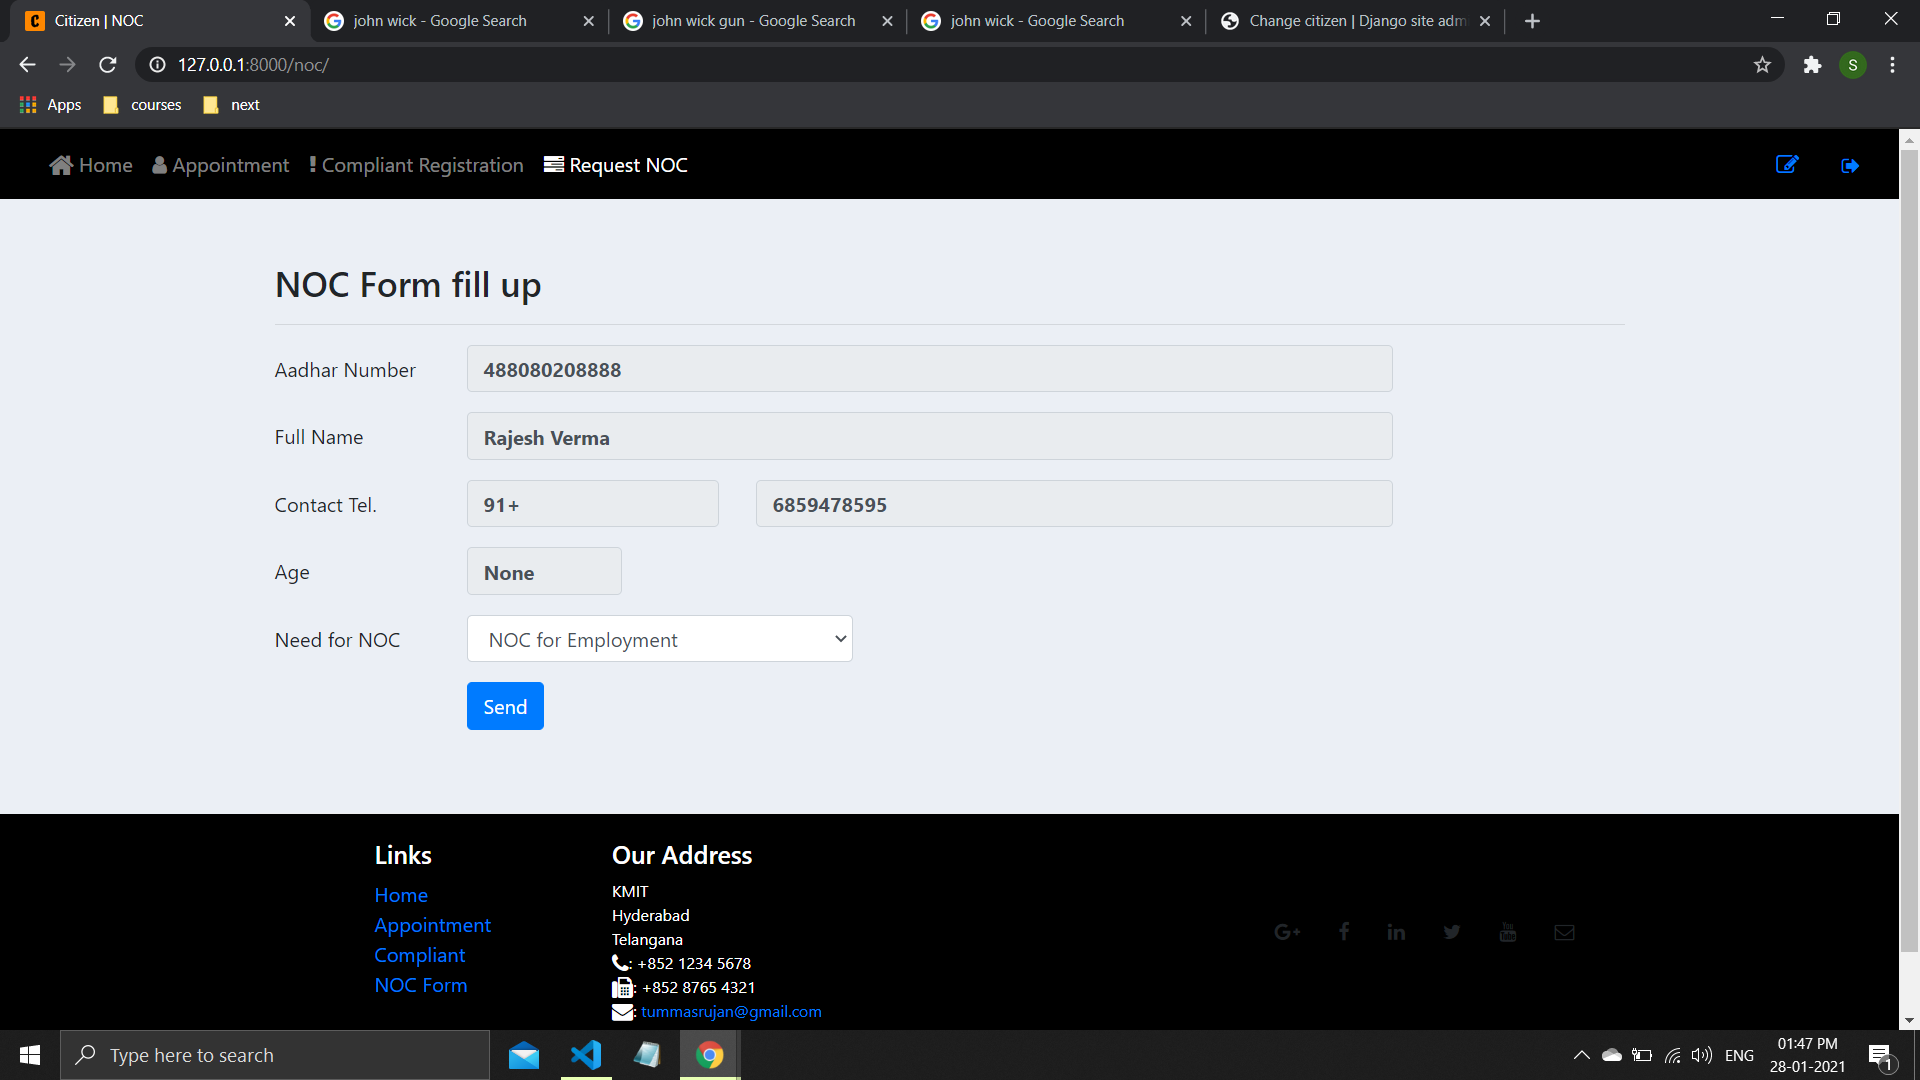 Citizen | NOC
john wick - Google Search
john wick gun - Google Search
john wick - Google Search
Change citizen | Django site adm
127.0.0.1:8000/noc/
S
Apps
courses
next
Home
Appointment
Compliant Registration
Request NOC
NOC Form fill up
Aadhar Number
488080208888
Full Name
Rajesh Verma
Contact Tel.
91+
6859478595
Age
None
Need for NOC
NOC for Employment
Send
Links
Home
Appointment
Compliant
NOC Form
Our Address
KMIT
Hyderabad
Telangana
: +852 1234 5678
: +852 8765 4321
: tummasrujan@gmail.com
Type here to search
ENG
01:47 PM
28-01-2021
1